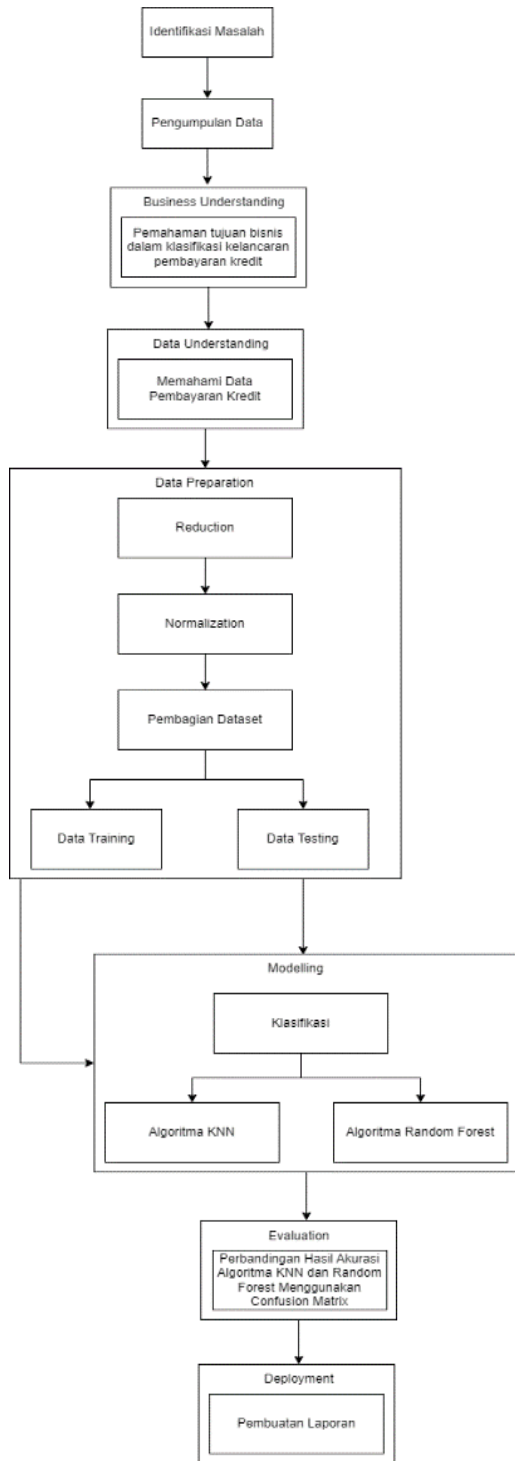 Identifikasi Masalah
Pengumpulan Data
Business Understanding
Pemahaman tujuan bisnis
dalam klasifikasi kelancaran
pembayaran kredit
Data Understanding
Memahami Data
Pembayaran Kredit
Data Preparation
Reduction
Normalization
Pembagian Dataset
Data Training
Data Testing
Modelling
Klasifikasi
Algoritma KNN
Algoritma Random Forest
Evaluation
Perbandingan Hasil Akurasi
Algoritma KNN dan Random
Forest Menggunakan
Confusion Matrix
Deployment
Pembuatan Laporan